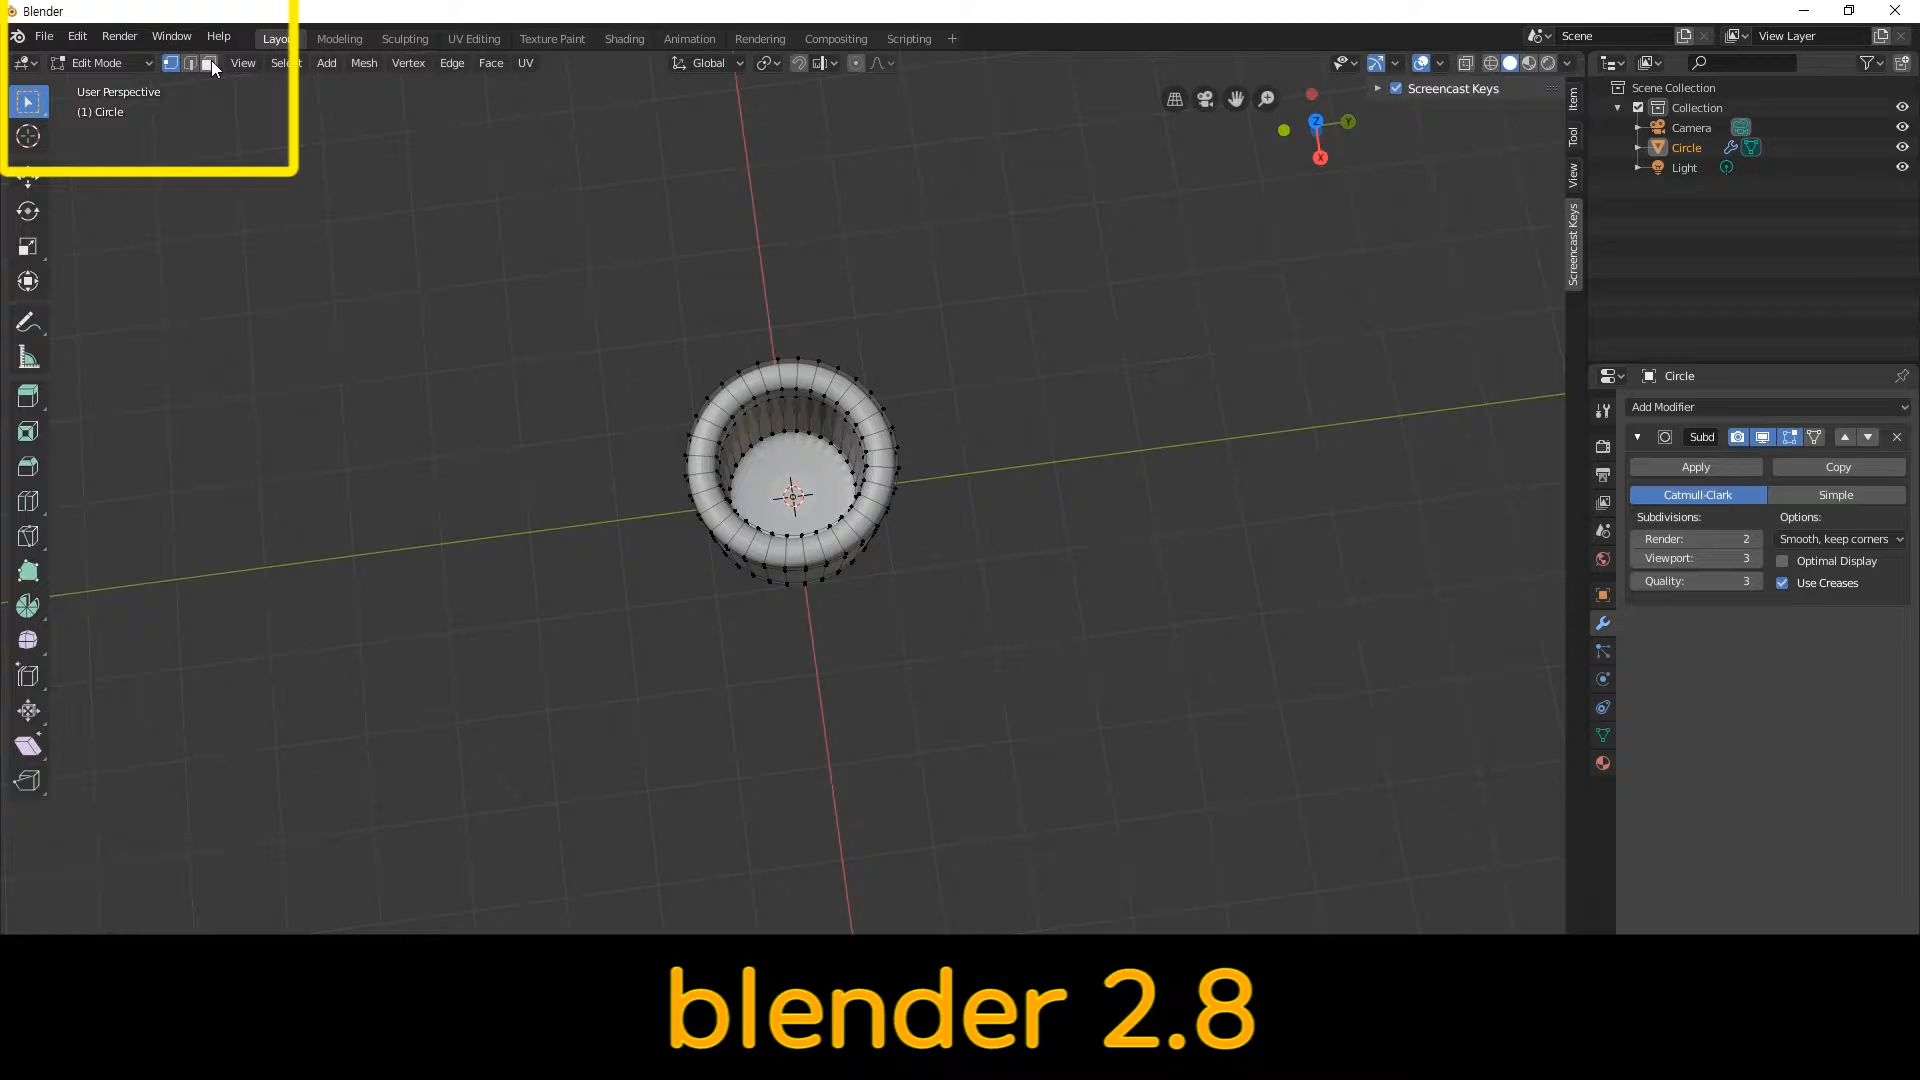 Blender
File Edit Render Window Help
Layou Modeling Sculpting UV Editing Texture Paint Shading Animation Rendering Compositing Scripting +
Scene
View Layer
Edit Mode
View Select Add Mesh Vertex Edge Face UV
Global
User Perspective
(1) Circle
Screencast Keys
Z
Y
X
Item
Tool
View
Screencast Keys
Scene Collection
Collection
Camera
Circle
Light
Circle
Add Modifier
Subd
Apply Copy
Catmull-Clark Simple
Subdivisions: Options:
Render: 2 Smooth, keep corners
Viewport: 3 Optimal Display
Quality: 3 Use Creases
blender 2.8